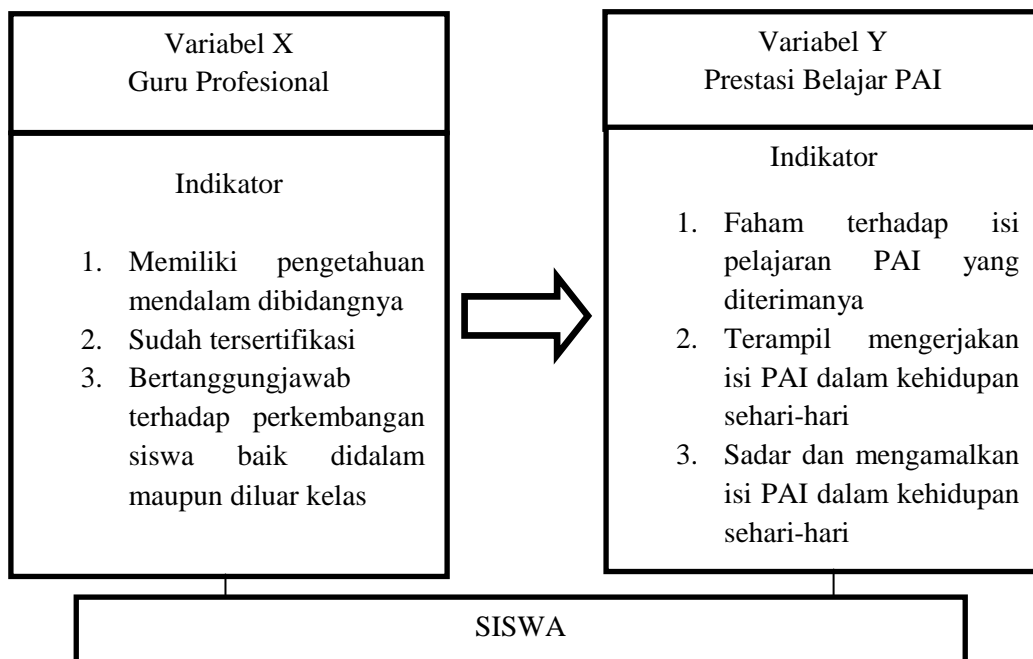 Variabel X
Guru Profesional
Indikator
1. Memiliki pengetahuan
mendalam dibidangnya
2. Sudah tersertifikasi
3. Bertanggungjawab
terhadap perkembangan
siswa baik didalam
maupun diluar kelas
Variabel Y
Prestasi Belajar PAI
Indikator
1. Faham terhadap isi
pelajaran PAI yang
diterimanya
2. Terampil mengerjakan
isi PAI dalam kehidupan
sehari-hari
3. Sadar dan mengamalkan
isi PAI dalam kehidupan
sehari-hari
SISWA